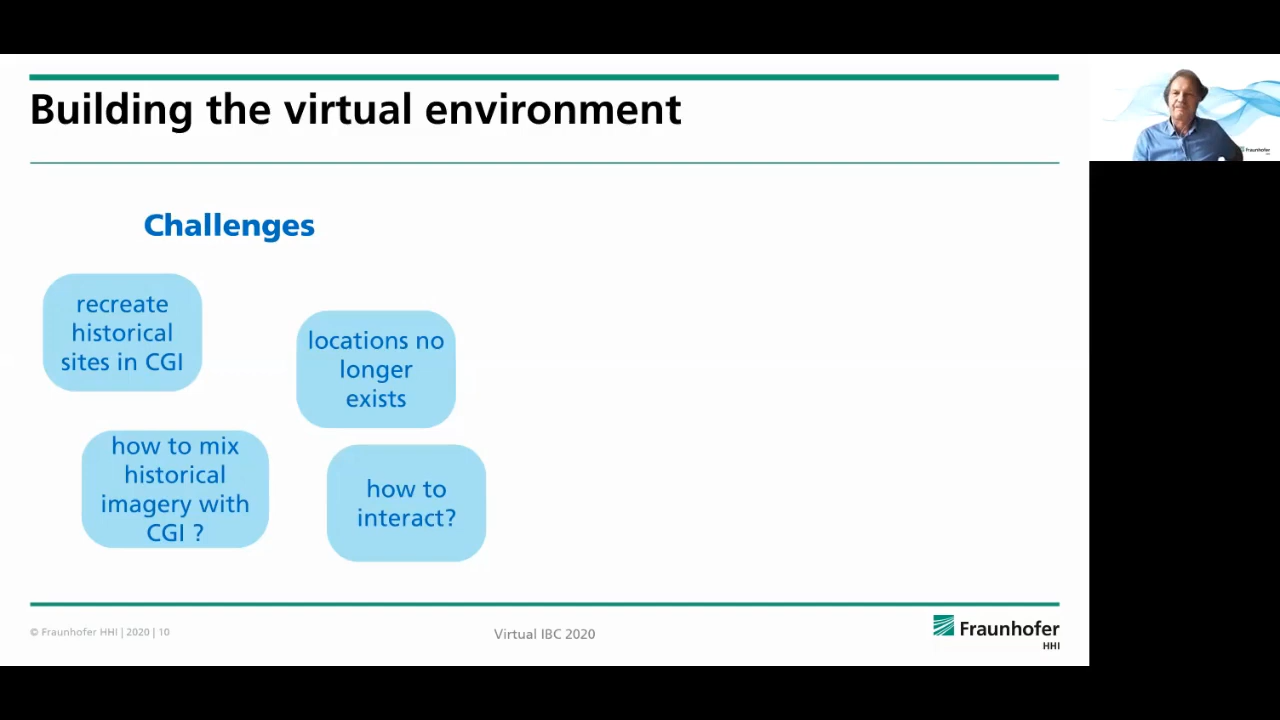 Building the virtual environment
Fraunhofer
Challenges
recreate
historical
sites in CGI
locations no
longer
exists
how to mix
historical
imagery with
CGI ?
how to
interact?
© Fraunhofer HHI | 2020 | 10
Virtual IBC 2020
Fraunhofer
HHI